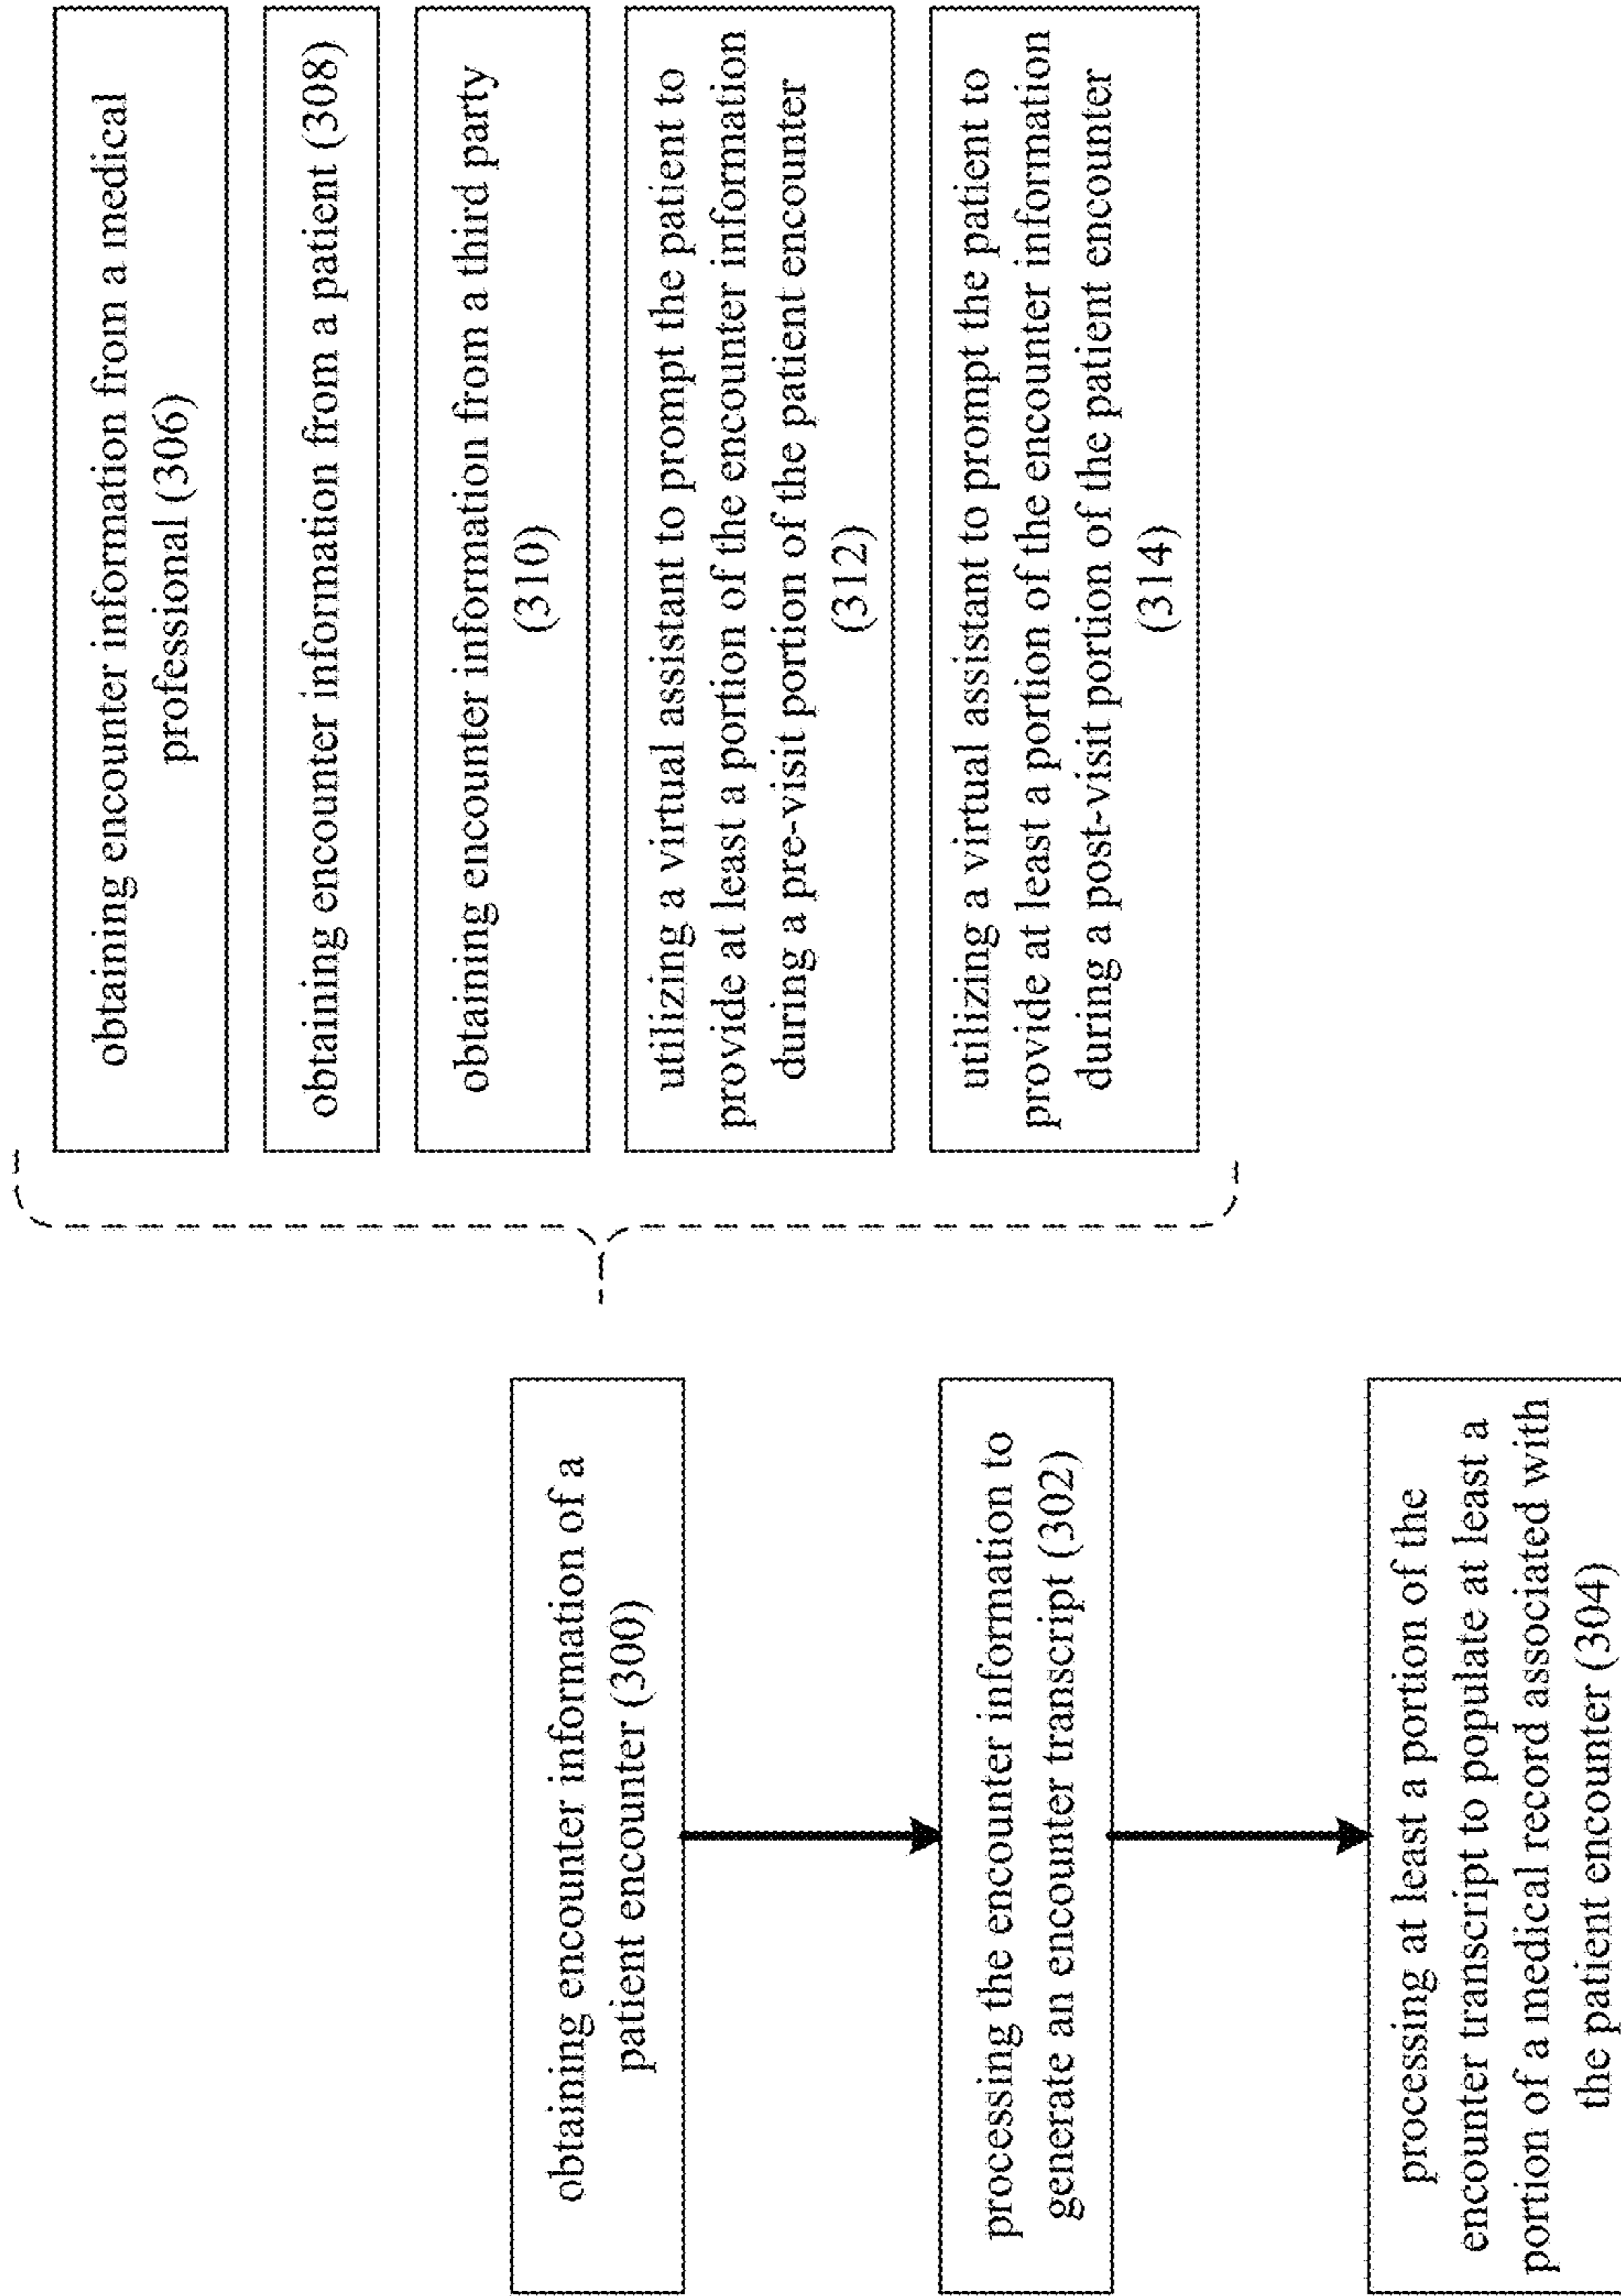 obtaining encounter information of a
patient encounter (300)
processing the encounter information to
generate an encounter transcript (302)
processing at least a portion of the
encounter transcript to populate at least a
portion of a medical record associated with
the patient encounter (304)
obtaining encounter information from a medical
professional (306)
obtaining encounter information from a patient (308)
obtaining encounter information from a third party
(310)
utilizing a virtual assistant to prompt the patient to
provide at least a portion of the encounter information
during a pre-visit portion of the patient encounter
(312)
utilizing a virtual assistant to prompt the patient to
provide at least a portion of the encounter information
during a post-visit portion of the patient encounter
(314)